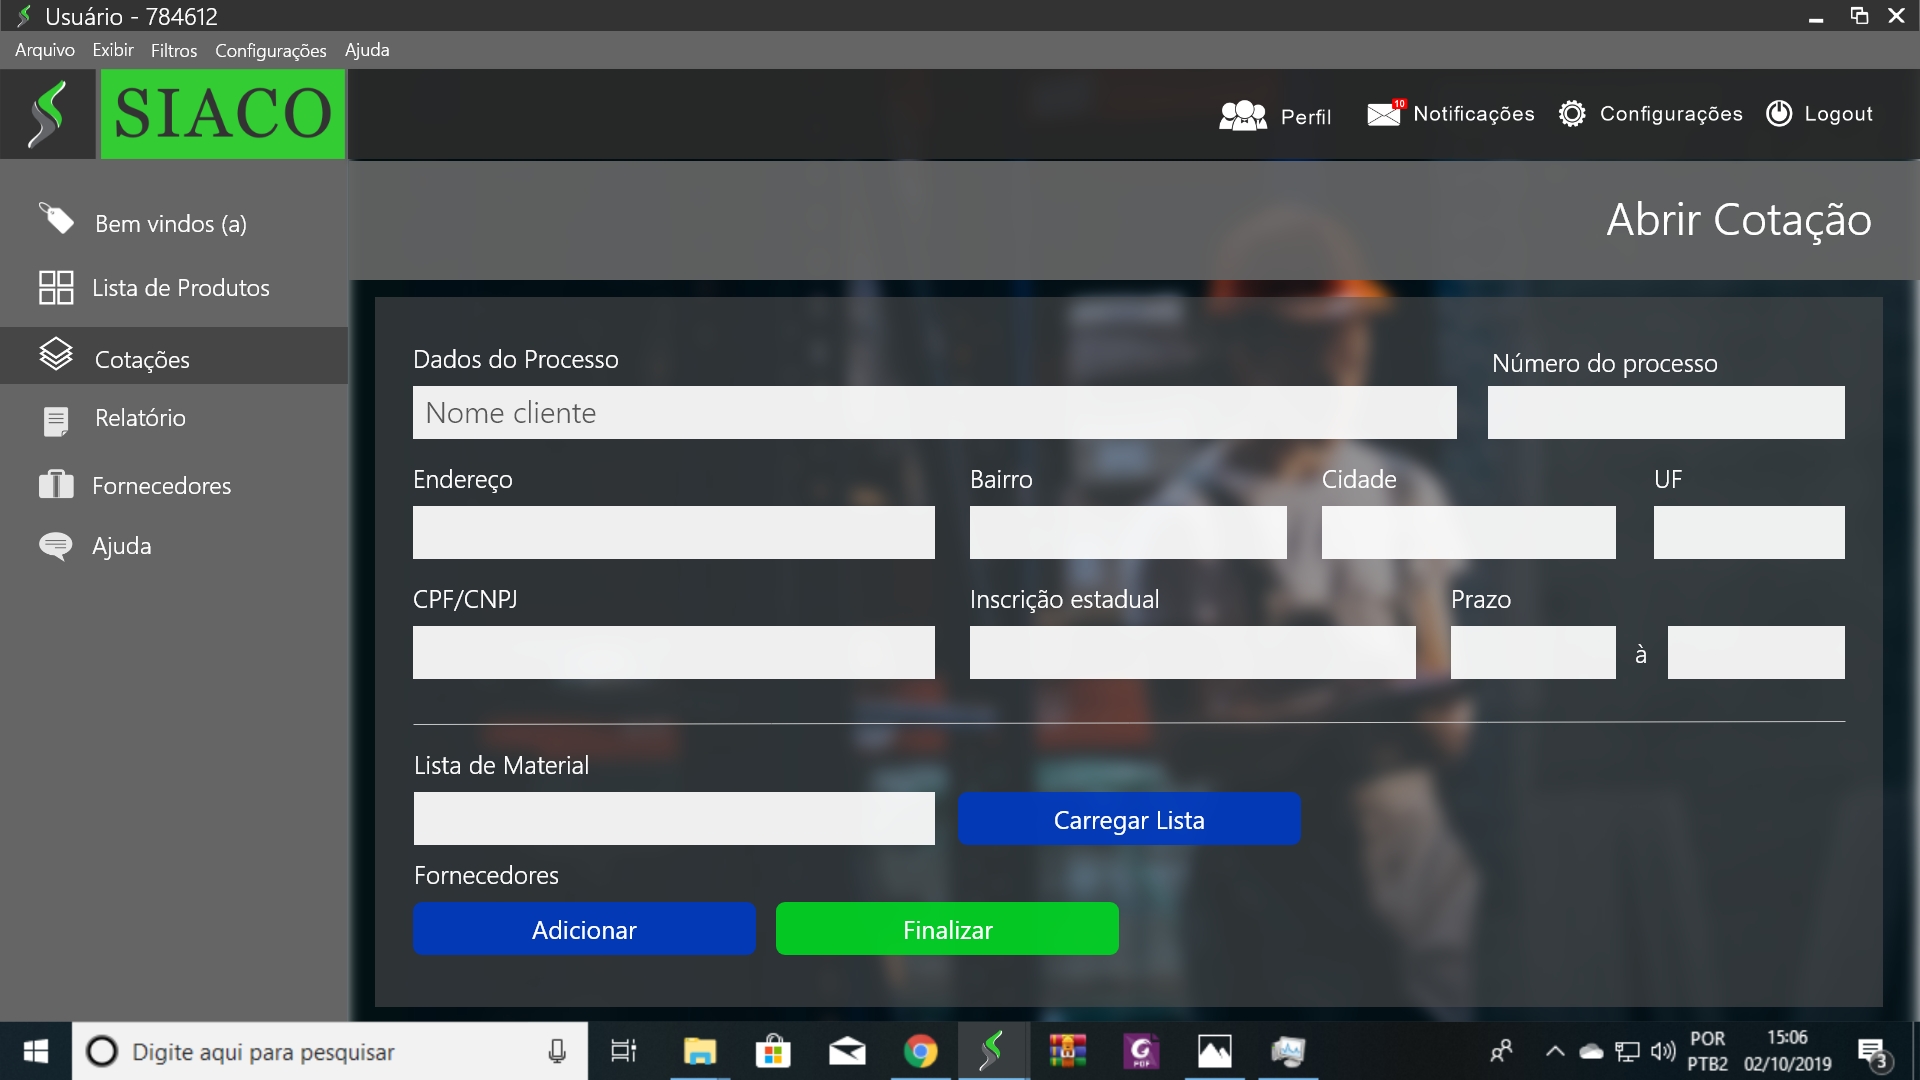 Usuário - 784612
Arquivo Exibir Filtros Configurações Ajuda
SIACO
Perfil 10 Notificações Configurações Logout
Abrir Cotação
Bem vindos (a)
Lista de Produtos
Cotações
Relatório
Fornecedores
Ajuda
Dados do Processo Número do processo
Nome cliente
Endereço Bairro Cidade UF
CPF/CNPJ Inscrição estadual Prazo
à
Lista de Material
Carregar Lista
Fornecedores
Adicionar Finalizar
Digite aqui para pesquisar
G
PDF
POR
PTB2
15:06
02/10/2019
3